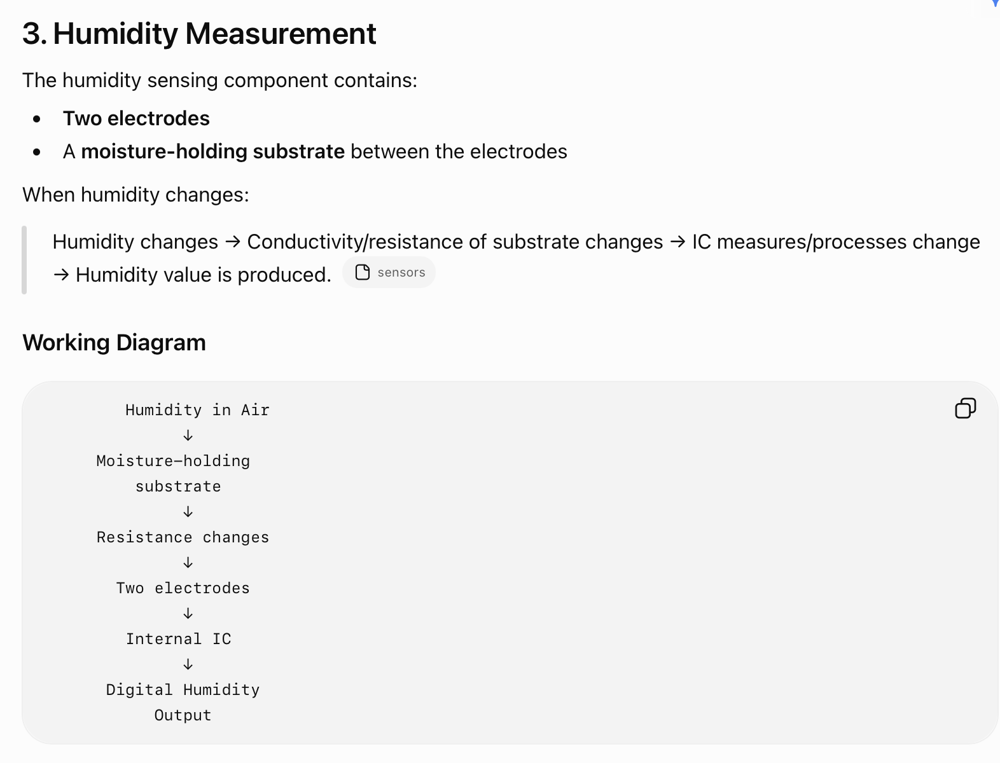 3. Humidity Measurement
The humidity sensing component contains:
• Two electrodes
• A moisture-holding substrate between the electrodes
When humidity changes:
Humidity changes → Conductivity/resistance of substrate changes → IC measures/processes change
→ Humidity value is produced. sensors
Working Diagram
Humidity in Air
↓
Moisture-holding
substrate
↓
Resistance changes
↓
Two electrodes
↓
Internal IC
↓
Digital Humidity
Output